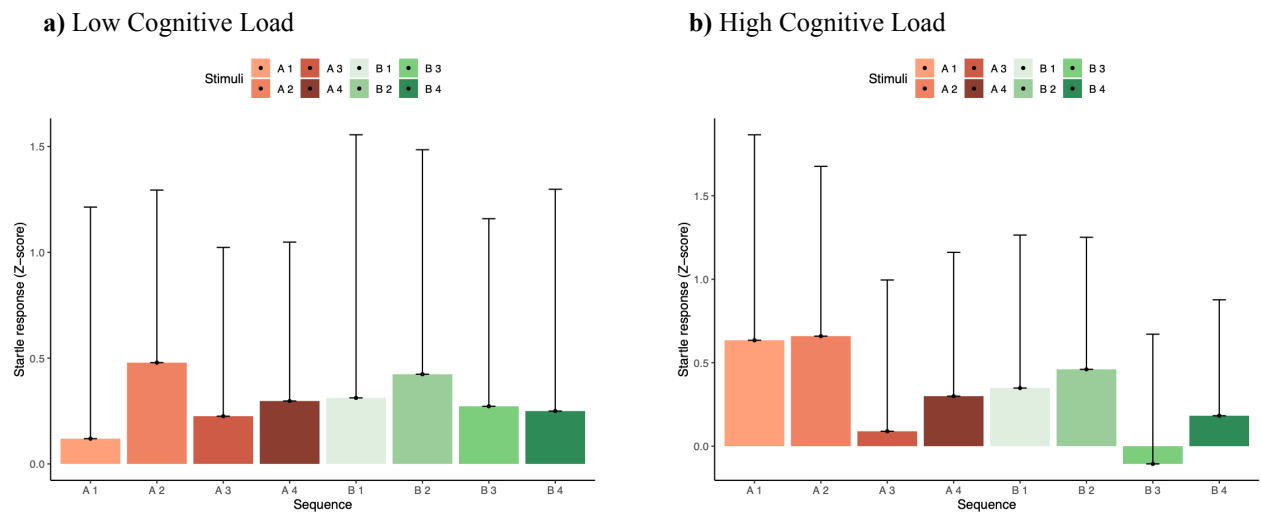 a) Low Cognitive Load
Stimuli
A 1 A 3 B 1 B 3
A 2 A 4 B 2 B 4
Startle response (Z−score)
1.5
1.0
0.5
0.0
A 1 A 2 A 3 A 4 B 1 B 2 B 3 B 4
Sequence
b) High Cognitive Load
Stimuli
A 1 A 3 B 1 B 3
A 2 A 4 B 2 B 4
Startle response (Z−score)
1.5
1.0
0.5
0.0
A 1 A 2 A 3 A 4 B 1 B 2 B 3 B 4
Sequence